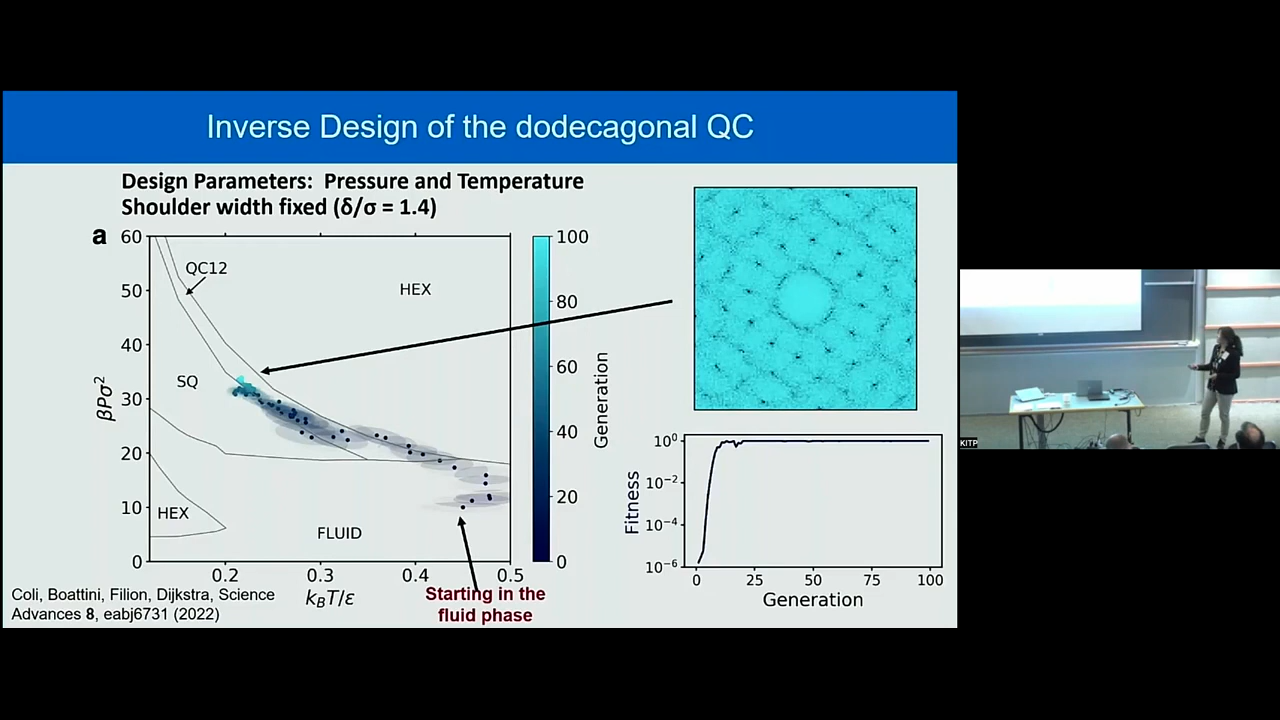 Inverse Design of the dodecagonal QC
Design Parameters: Pressure and Temperature
Shoulder width fixed (δ/σ = 1.4)
a
60
50
40
30
20
10
0
βPσ²
QC12
HEX
SQ
HEX
FLUID
0.2
0.3
0.4
0.5
k_BT/ε
100
80
60
40
20
0
Generation
Starting in the
fluid phase
Coli, Boattini, Filion, Dijkstra, Science
Advances 8, eabj6731 (2022)
10⁰
10⁻²
10⁻⁴
10⁻⁶
Fitness
0
25
50
75
100
Generation
KITP